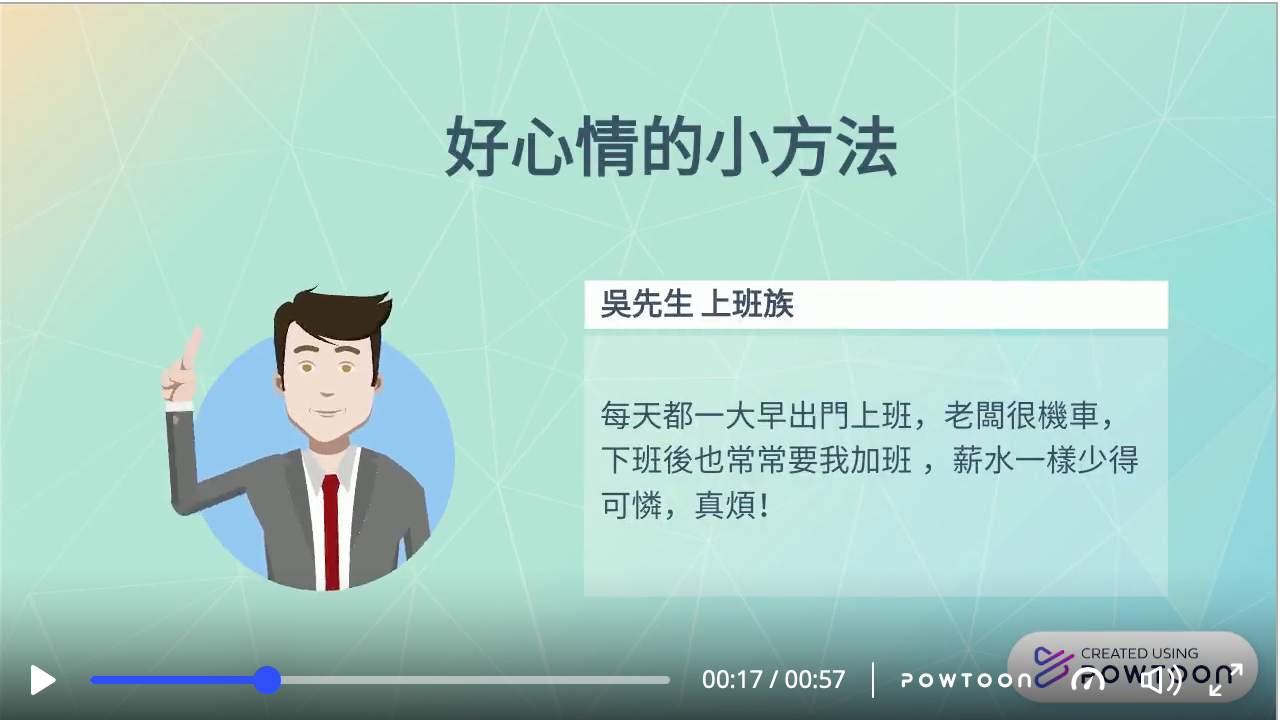 好心情的小方法
吳先生 上班族
每天都一大早出門上班，老闆很機車，
下班後也常常要我加班 ，薪水一樣少得
可憐，真煩！
CREATED USING
POWTOON
00:17 / 00:57
POWTOON